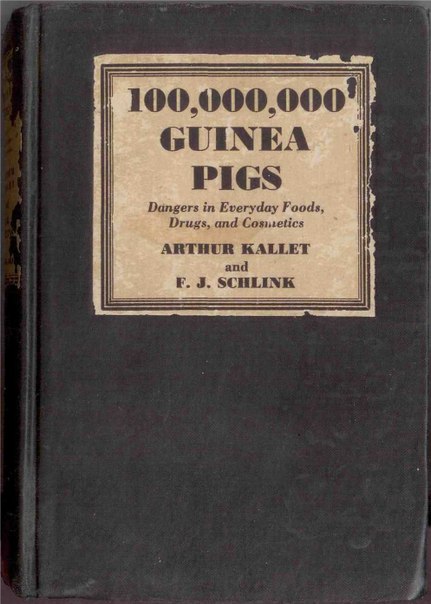 100,000,000
GUINEA
PIGS
Dangers in Everyday Foods,
Drugs, and Cosmetics
ARTHUR KALLET
and
F. J. SCHLINK